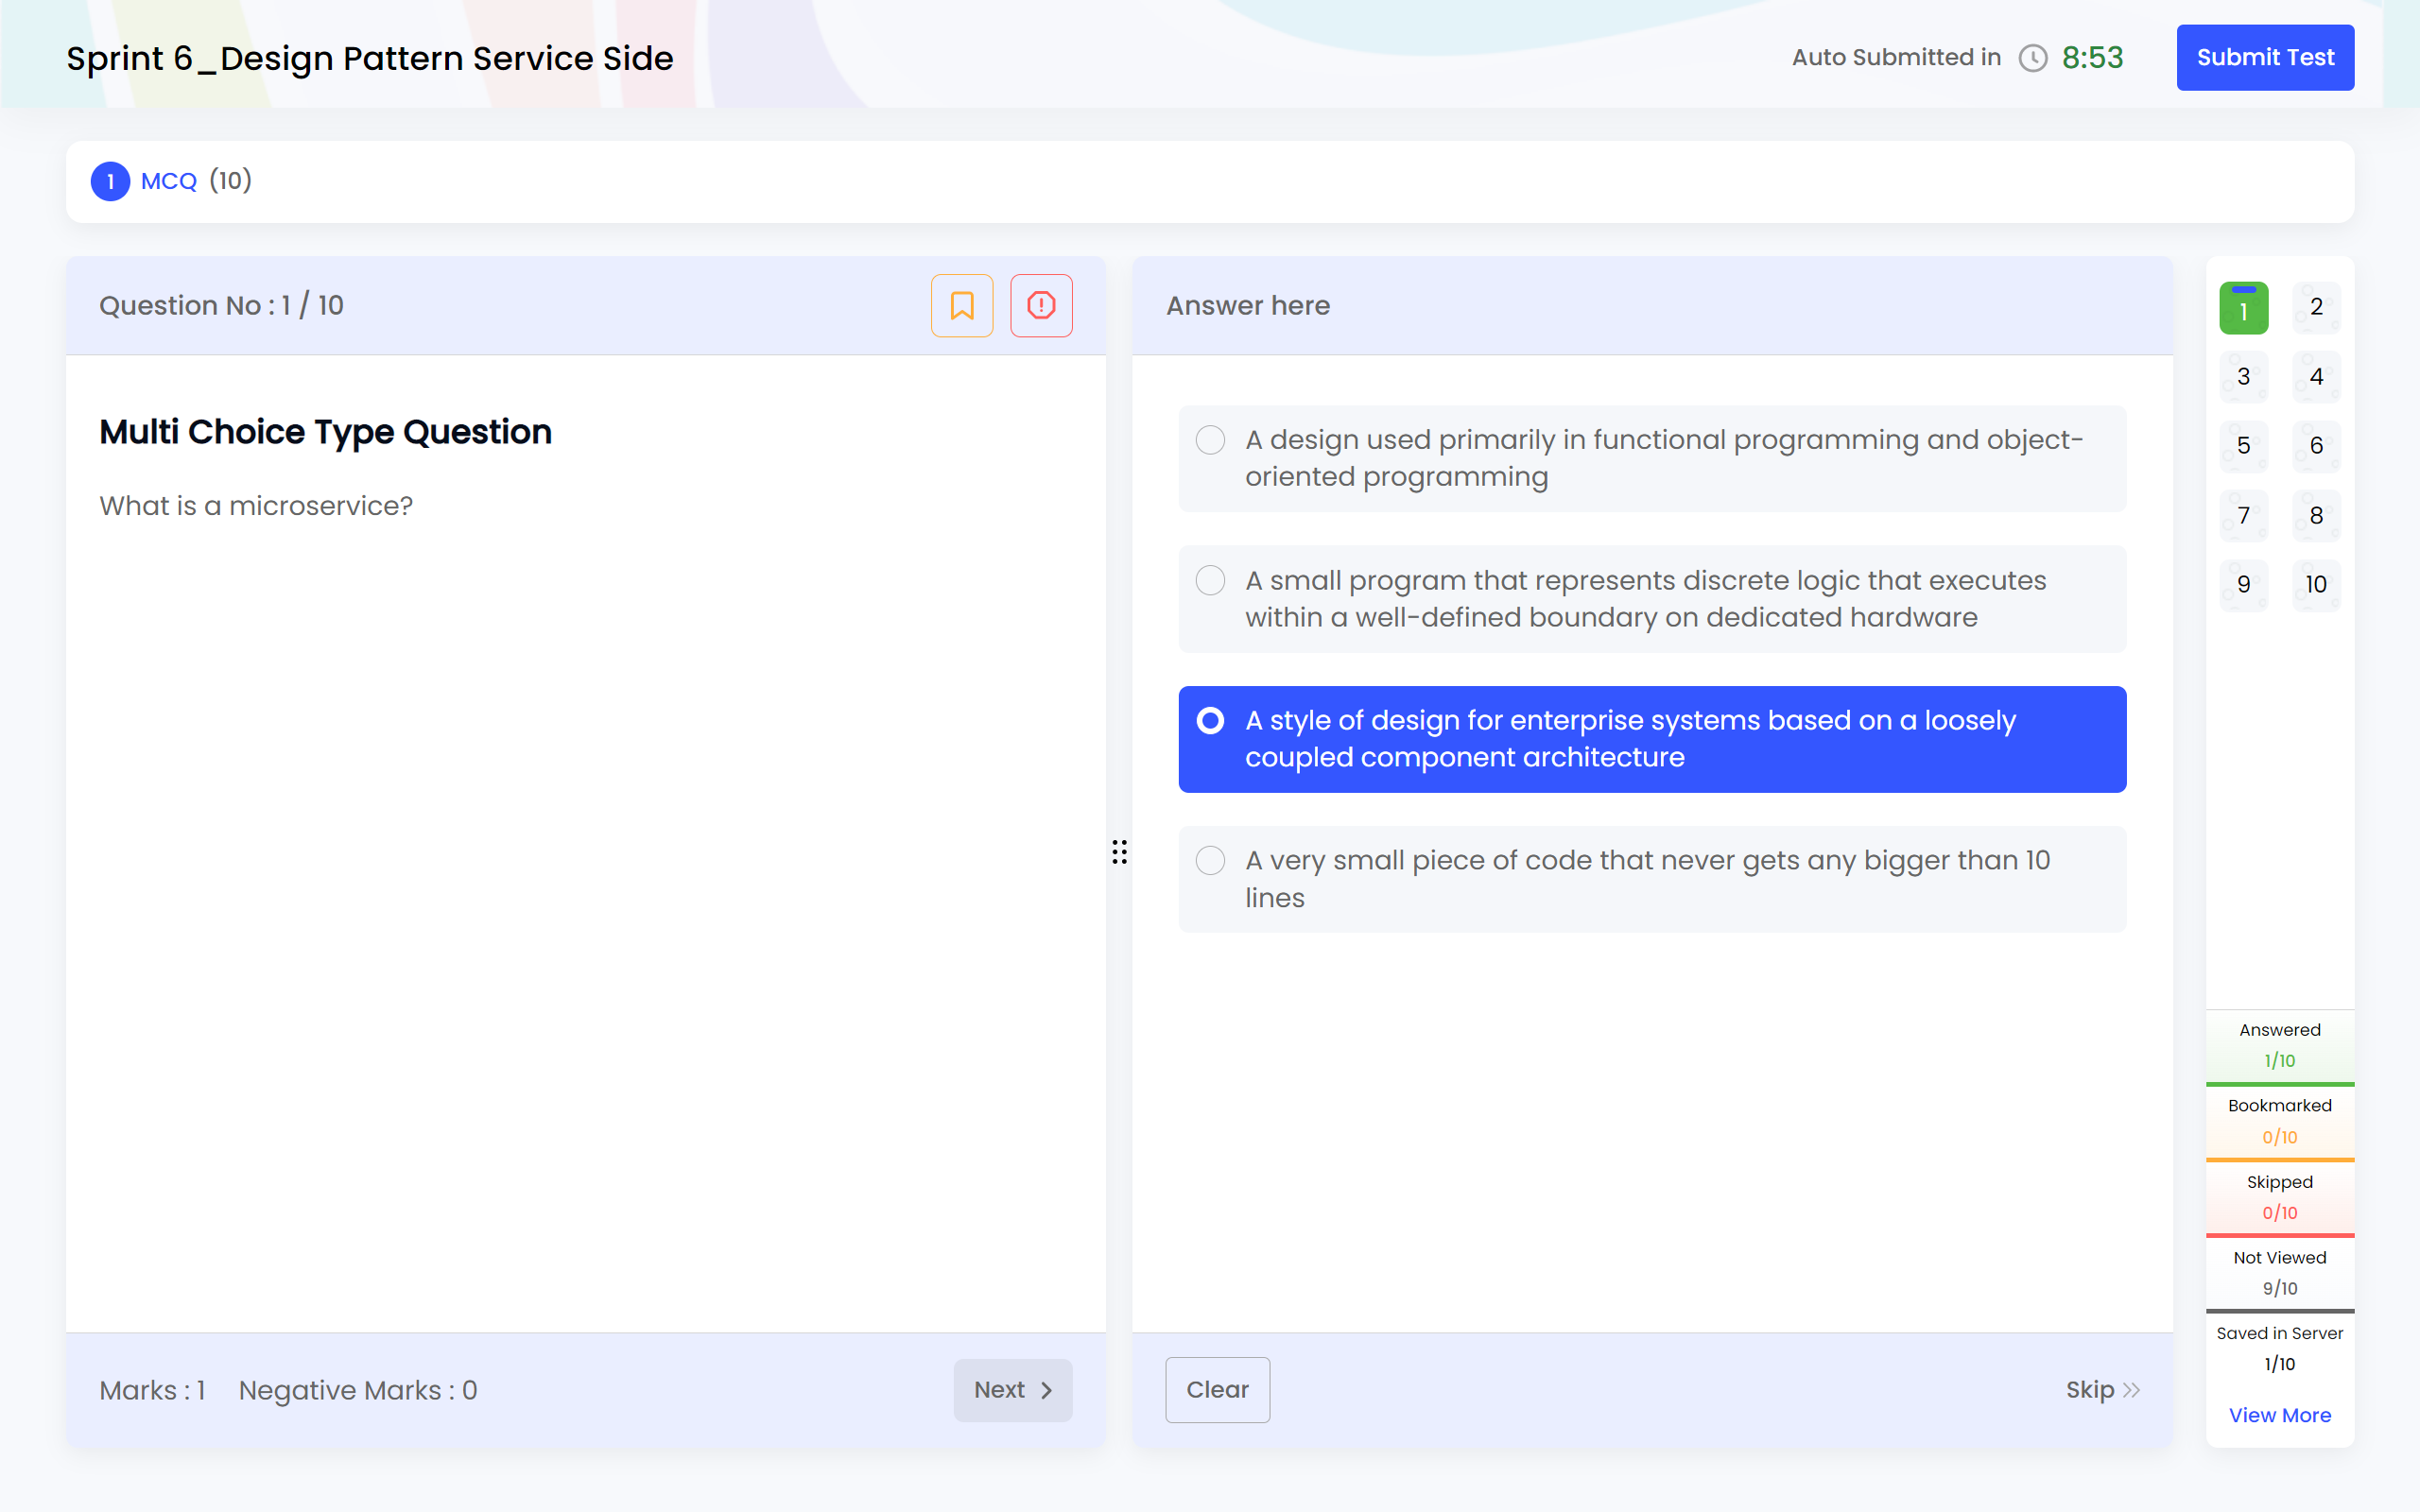 Sprint 6_Design Pattern Service Side
Auto Submitted in 8:53
Submit Test
1 MCQ (10)
Question No : 1 / 10
Multi Choice Type Question
What is a microservice?
Marks : 1 Negative Marks : 0
Next
Answer here
A design used primarily in functional programming and object-
oriented programming
A small program that represents discrete logic that executes
within a well-defined boundary on dedicated hardware
A style of design for enterprise systems based on a loosely
coupled component architecture
A very small piece of code that never gets any bigger than 10
lines
Clear
Skip
1 2
3 4
5 6
7 8
9 10
Answered
1/10
Bookmarked
0/10
Skipped
0/10
Not Viewed
9/10
Saved in Server
1/10
View More